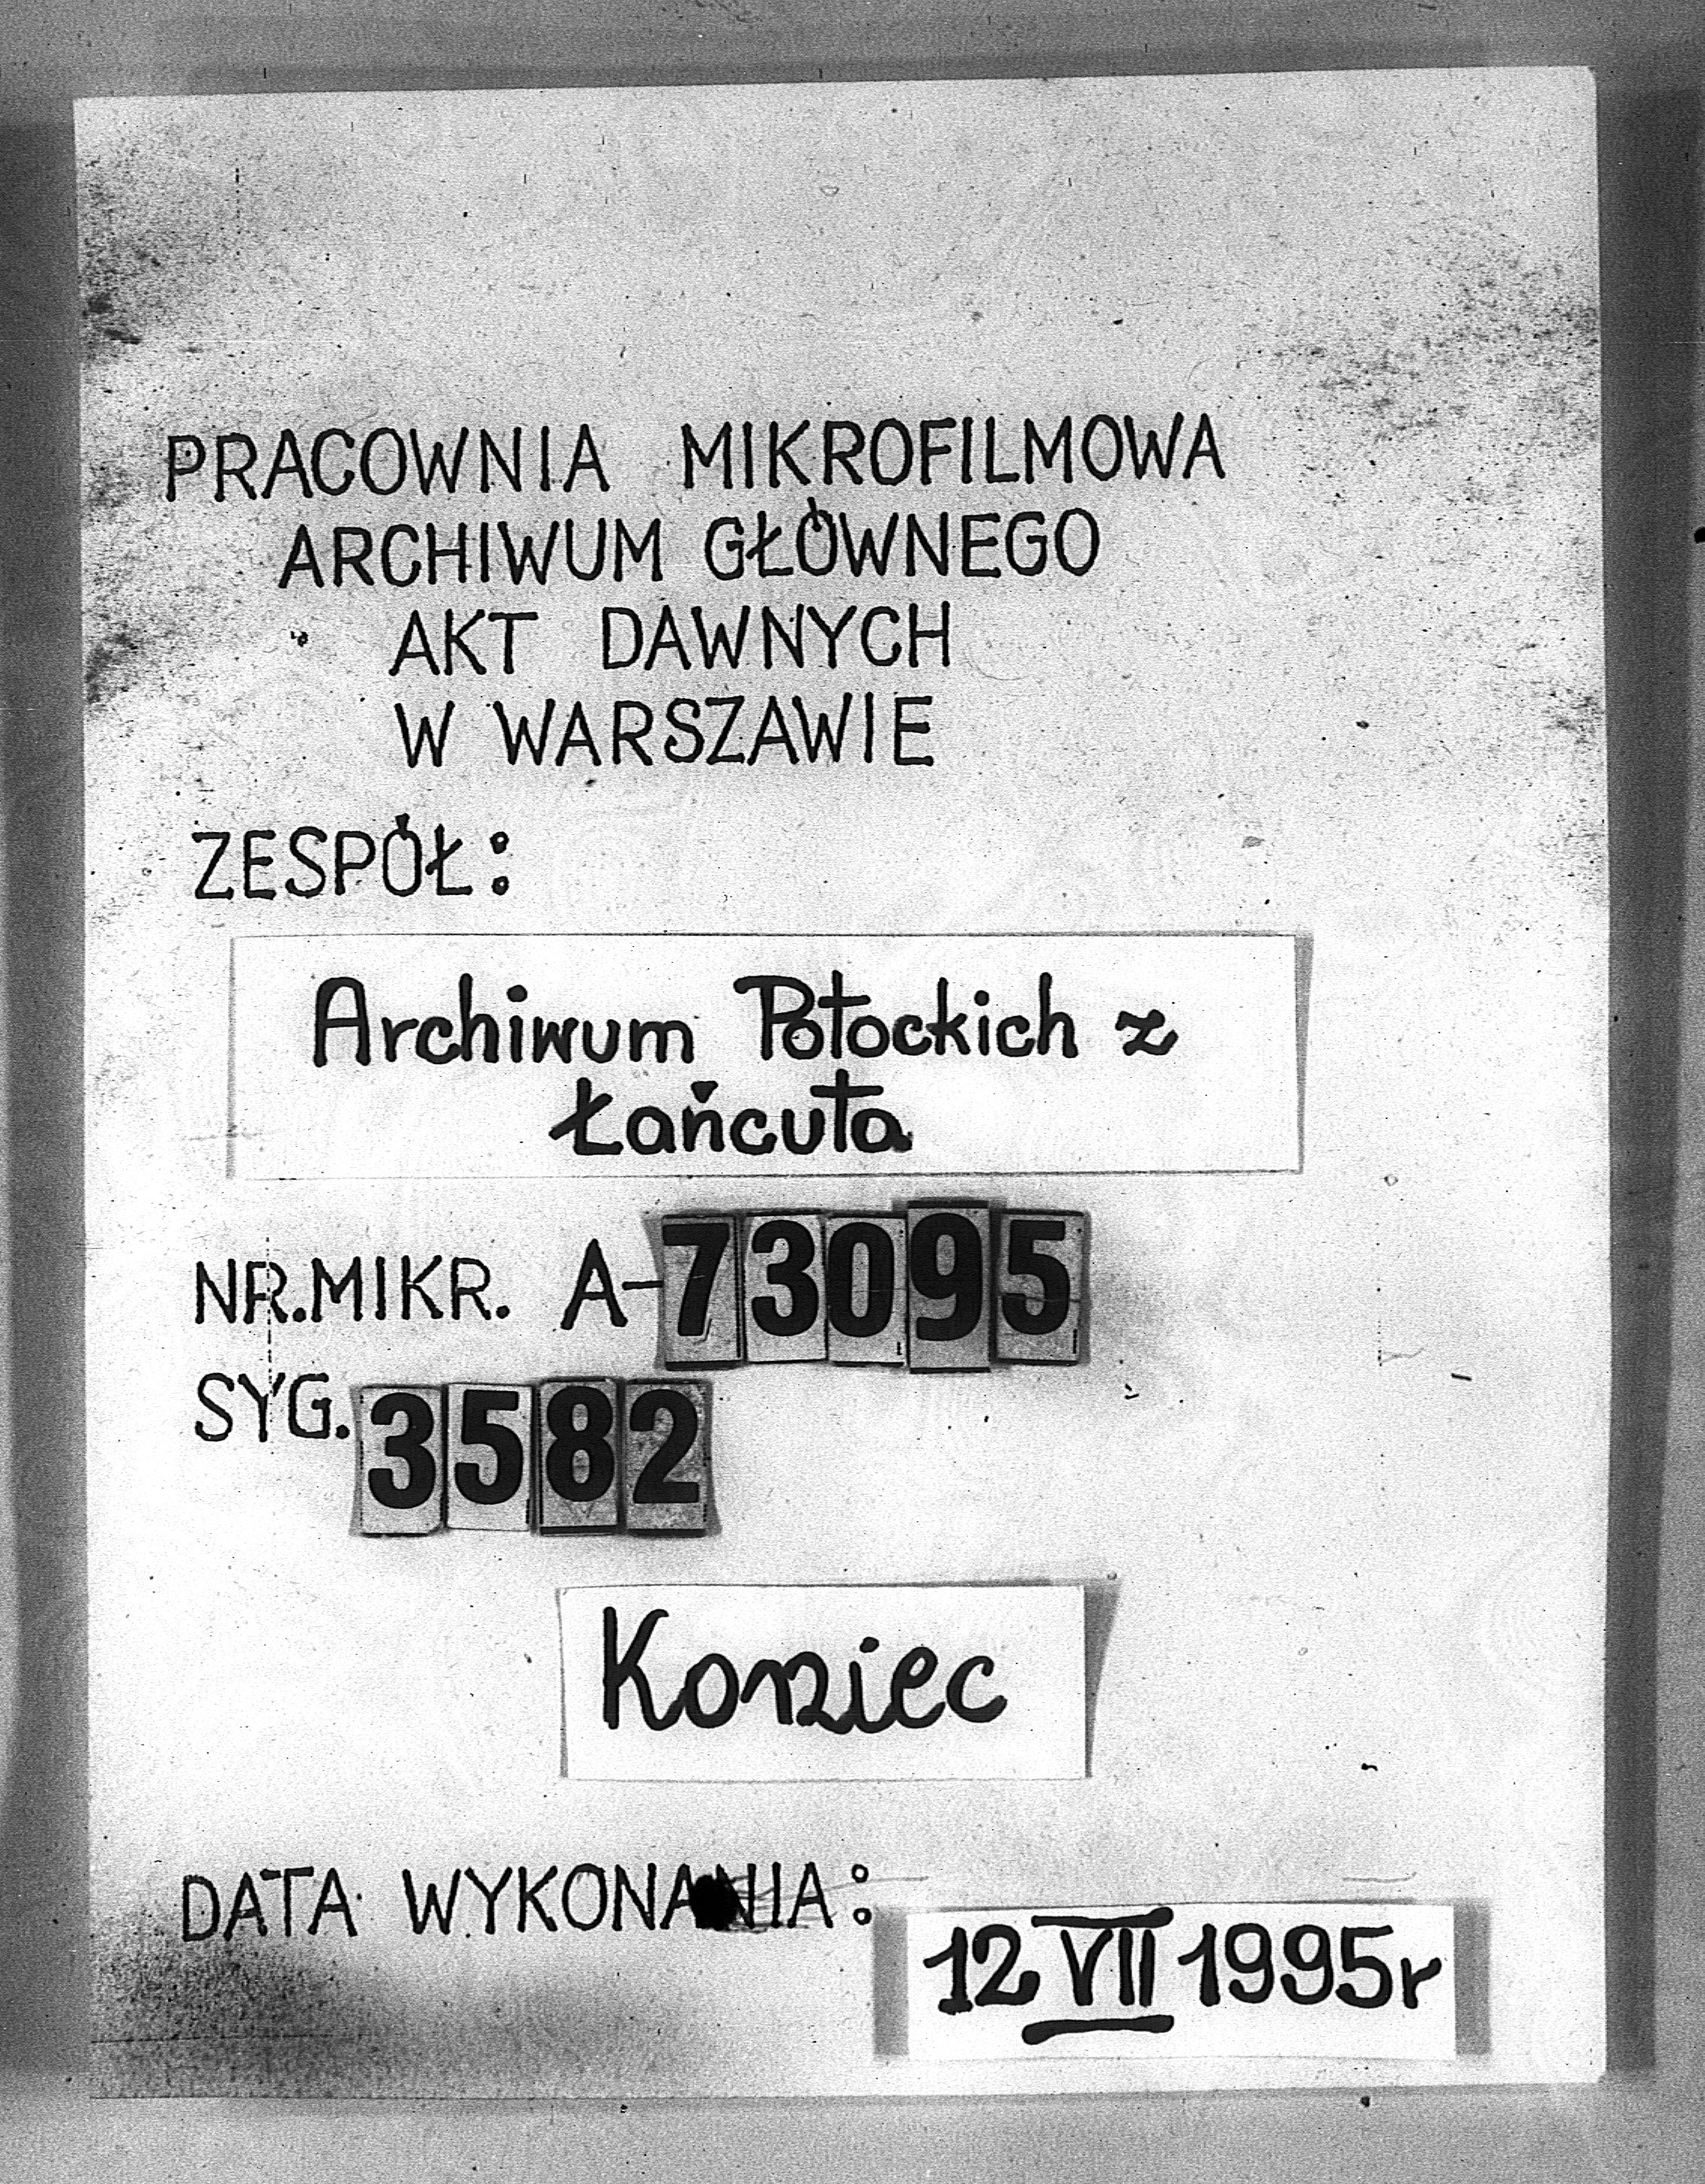 PRACOWNIA MIKROFILMOWA
ARCHIWUM GŁÓWNEGO
AKT DAWNYCH
W WARSZAWIE
ZESPÓŁ:
Archiwum Potockich z
Łańcuta
NR.MIKR. A-73095
SYG. 3582
Koniec
DATA WYKONANIA:
12 VII 1995r